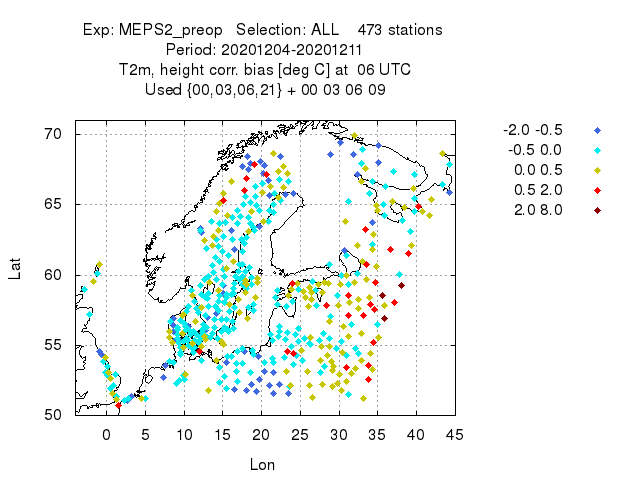 Exp: MEPS2_preop   Selection: ALL    473 stations
Period: 20201204-20201211
T2m, height corr. bias [deg C] at  06 UTC
Used {00,03,06,21} + 00 03 06 09
-2.0 -0.5
-0.5 0.0
0.0 0.5
0.5 2.0
2.0 8.0
70
65
60
55
50
Lat
0 5 10 15 20 25 30 35 40 45
Lon